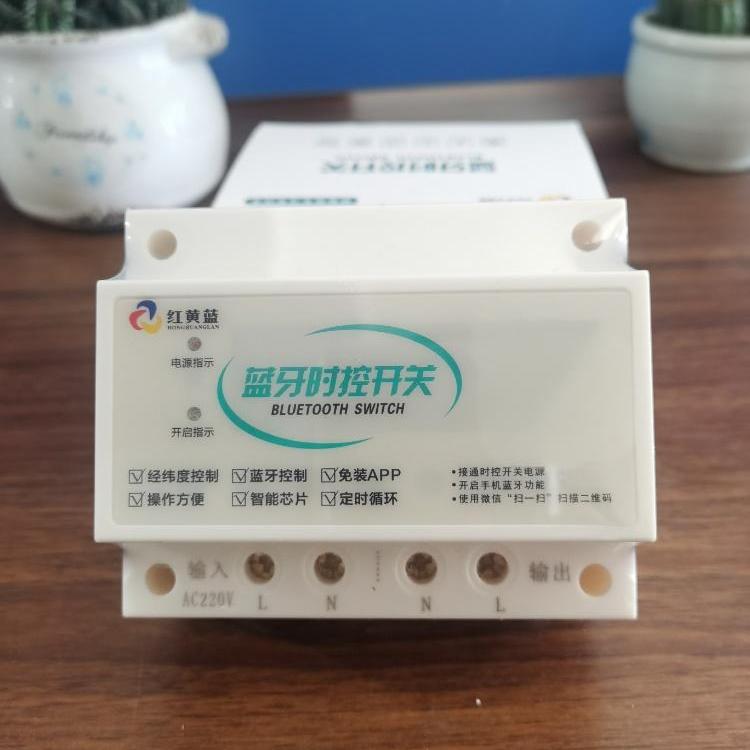 红黄蓝
HONGHUANGLAN
电源指示
开启指示
蓝牙时控开关
BLUETOOTH SWITCH
经纬度控制 蓝牙控制 免装APP
操作方便 智能芯片 定时循环
•接通时控开关电源
•开启手机蓝牙功能
•使用微信“扫一扫”扫描二维码
输入 输出
AC220V L N N L